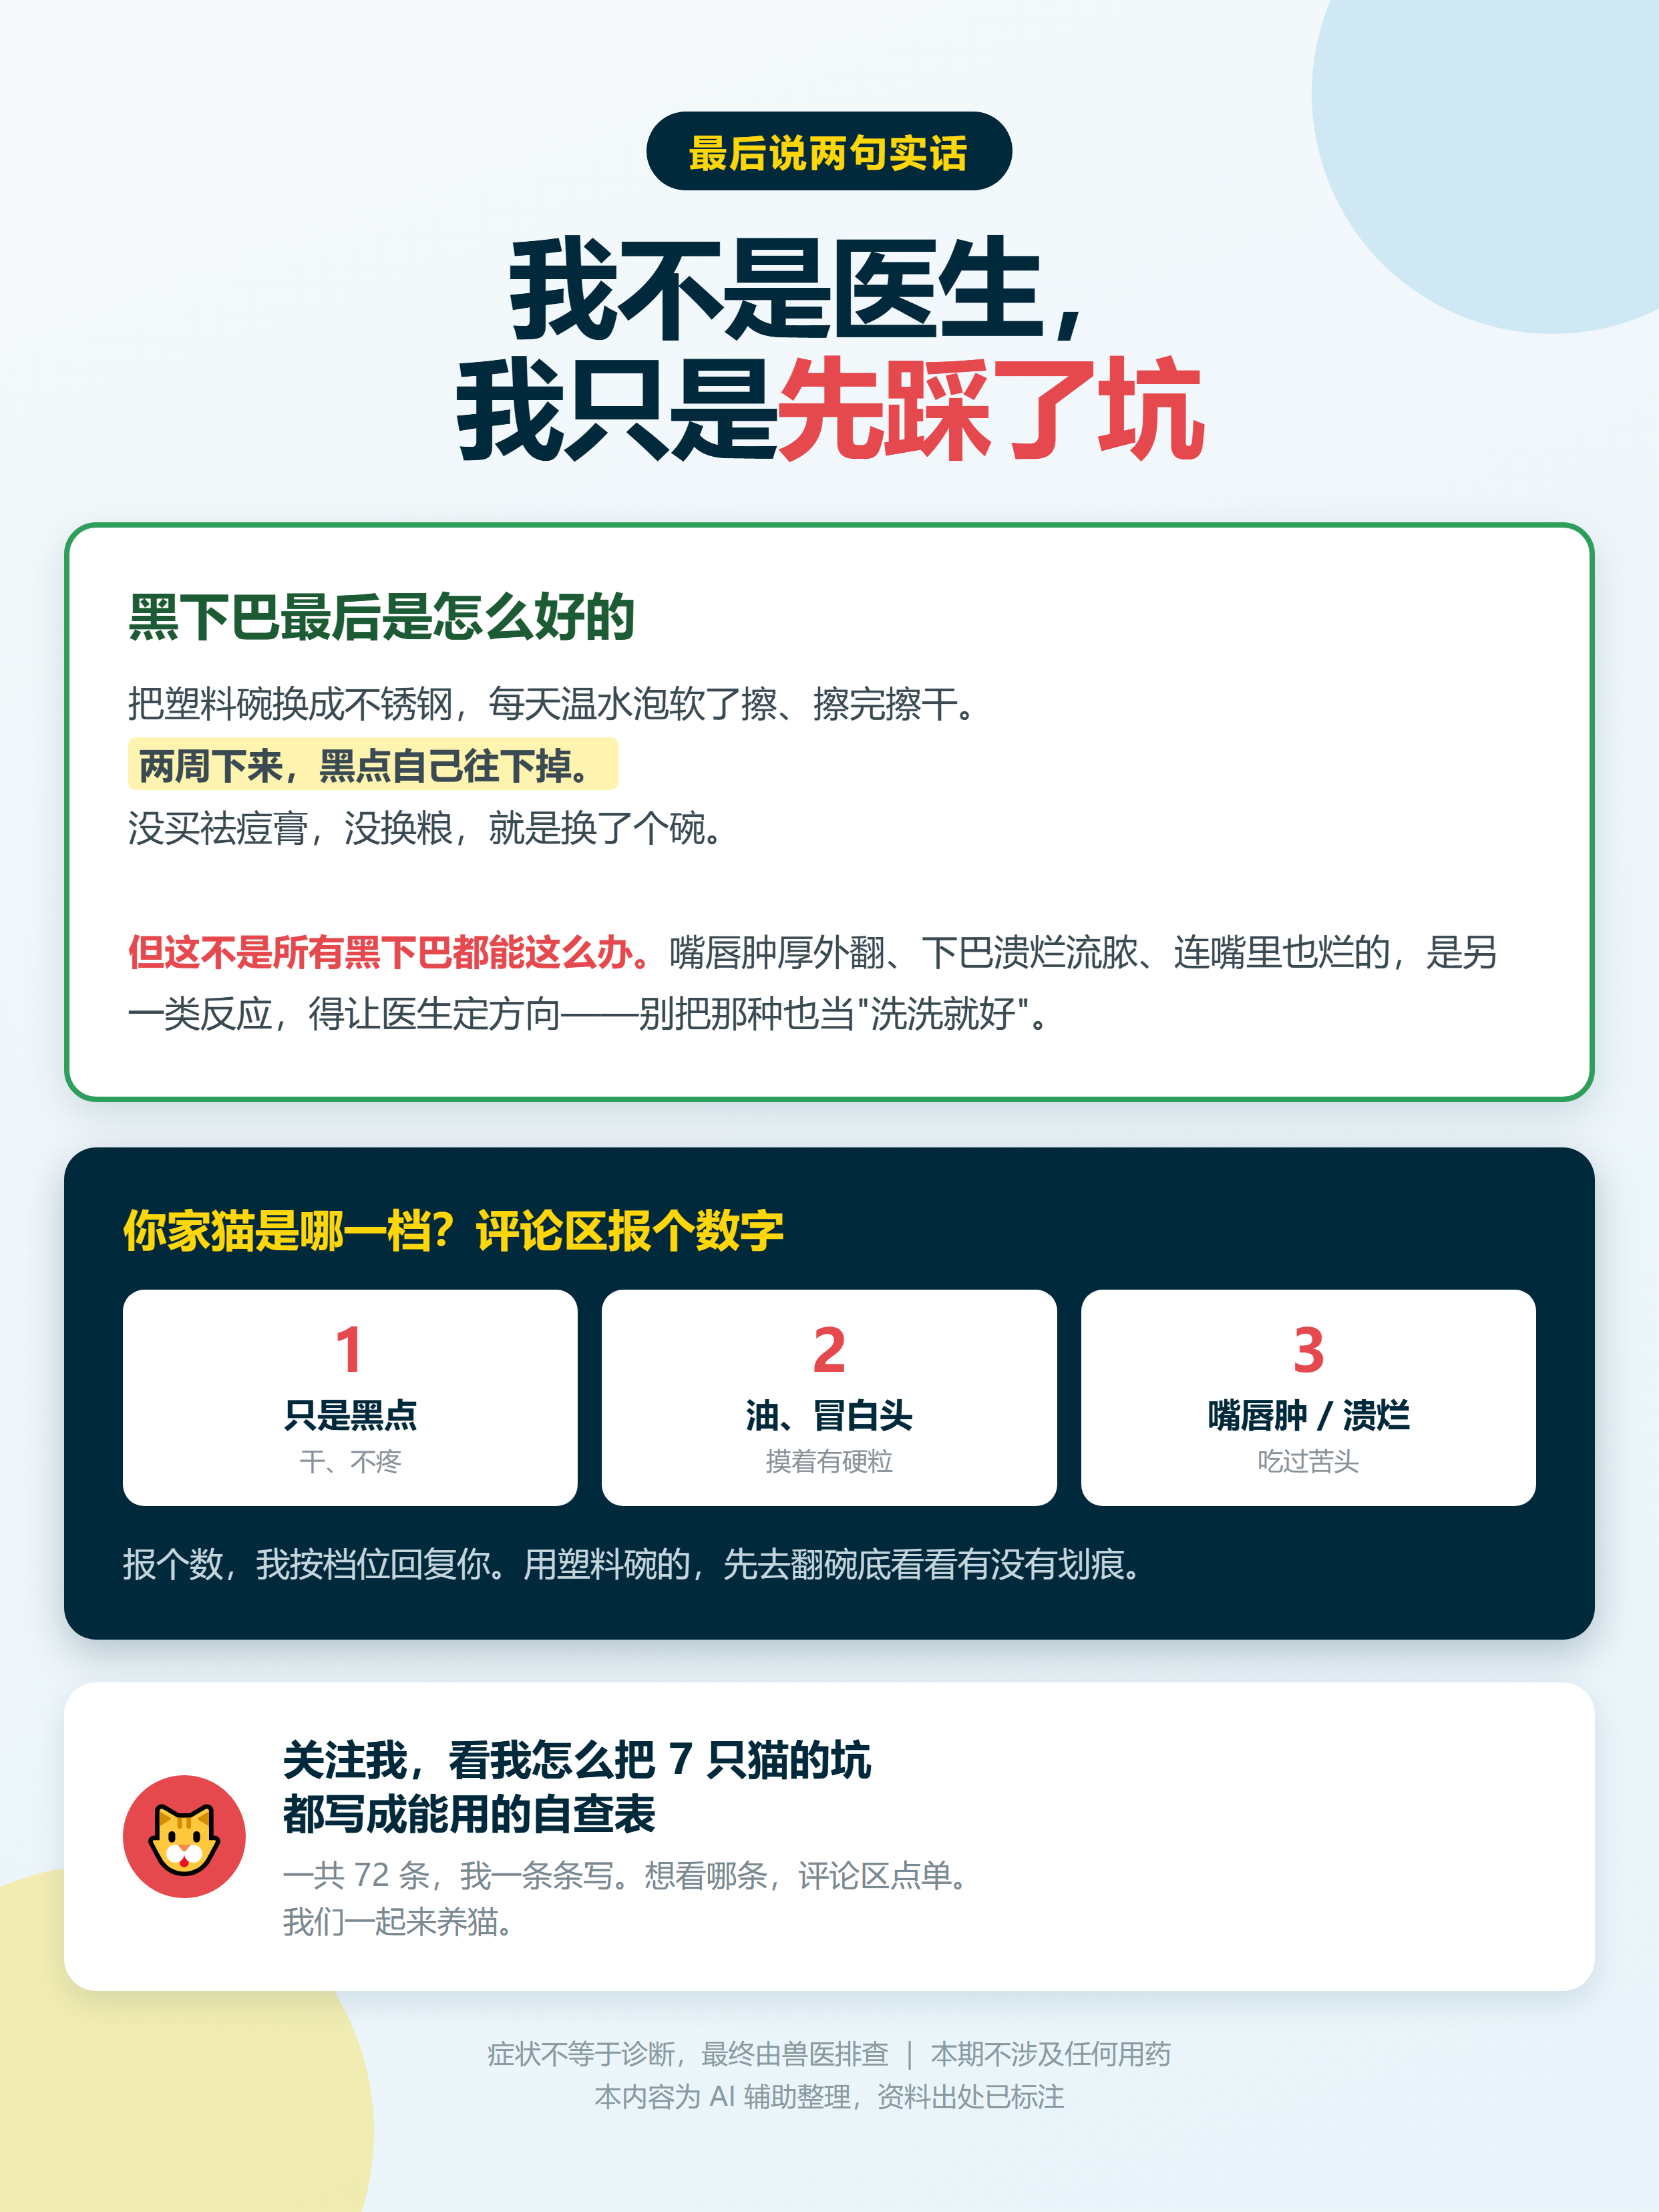 最后说两句实话
我不是医生，
我只是先踩了坑
黑下巴最后是怎么好的
把塑料碗换成不锈钢，每天温水泡软了擦、擦完擦干。
两周下来，黑点自己往下掉。
没买祛痘膏，没换粮，就是换了个碗。
但这不是所有黑下巴都能这么办。嘴唇肿厚外翻、下巴溃烂流脓、连嘴里也烂的，是另
一类反应，得让医生定方向——别把那种也当"洗洗就好"。
你家猫是哪一档？评论区报个数字
1
只是黑点
干、不疼
2
油、冒白头
摸着有硬粒
3
嘴唇肿 / 溃烂
吃过苦头
报个数，我按档位回复你。用塑料碗的，先去翻碗底看看有没有划痕。
关注我，看我怎么把 7 只猫的坑
都写成能用的自查表
一共 72 条，我一条条写。想看哪条，评论区点单。
我们一起来养猫。
症状不等于诊断，最终由兽医排查 ｜ 本期不涉及任何用药
本内容为 AI 辅助整理，资料出处已标注